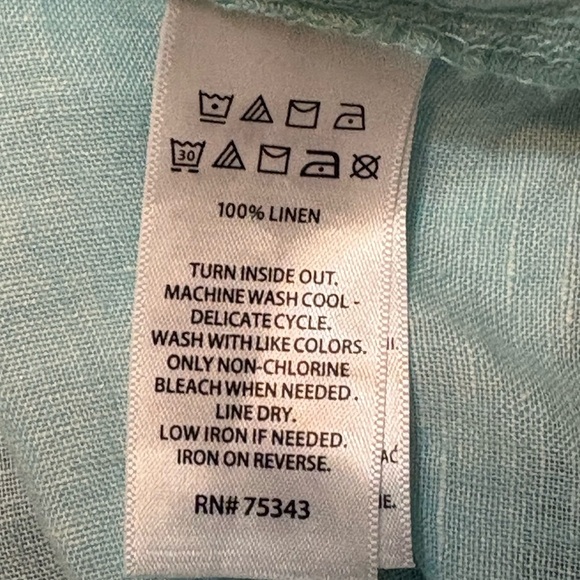 30
100% LINEN
TURN INSIDE OUT.
MACHINE WASH COOL -
DELICATE CYCLE.
WASH WITH LIKE COLORS.
ONLY NON-CHLORINE
BLEACH WHEN NEEDED.
LINE DRY.
LOW IRON IF NEEDED.
IRON ON REVERSE.
RN# 75343